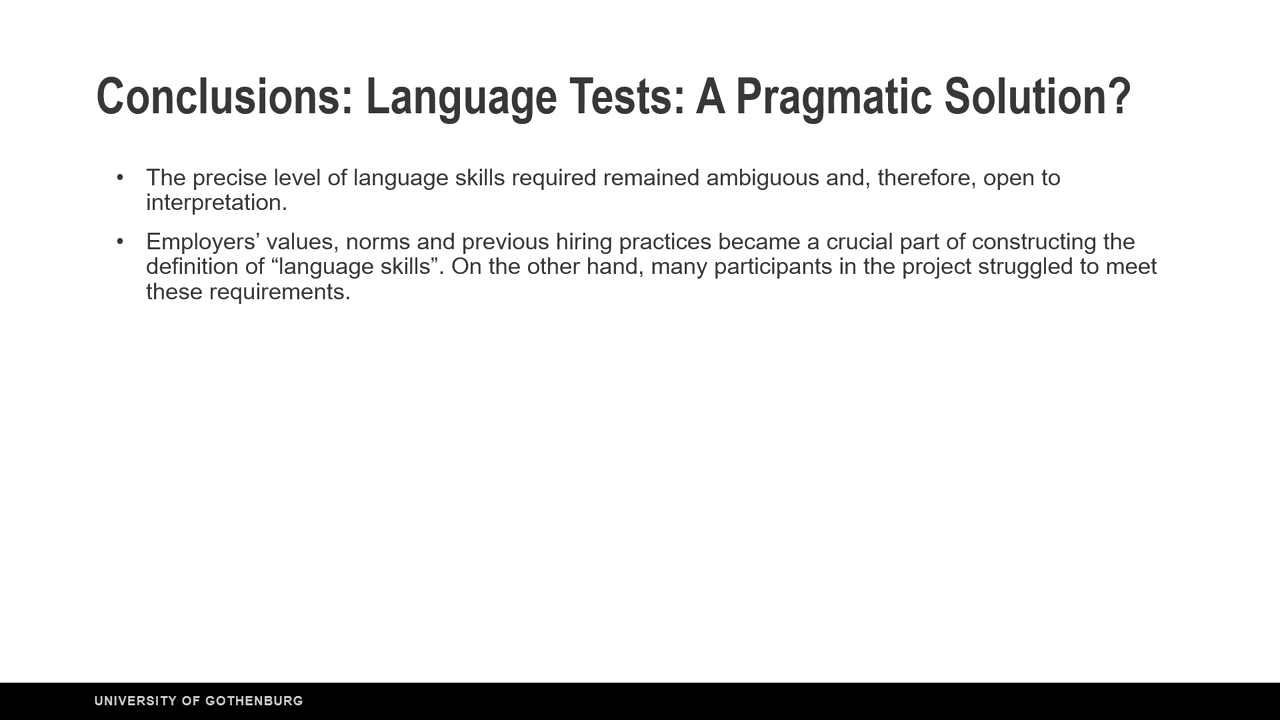 Conclusions: Language Tests: A Pragmatic Solution?
• The precise level of language skills required remained ambiguous and, therefore, open to
interpretation.
• Employers’ values, norms and previous hiring practices became a crucial part of constructing the
definition of “language skills”. On the other hand, many participants in the project struggled to meet
these requirements.
UNIVERSITY OF GOTHENBURG